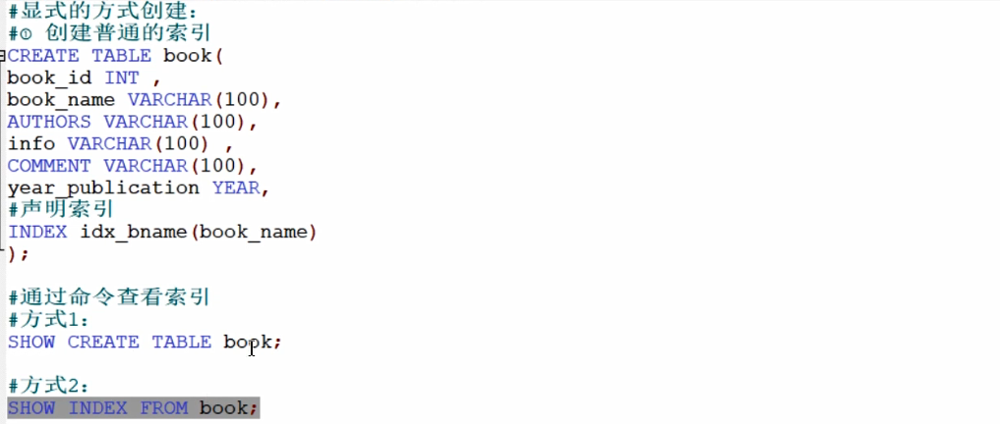 #显式的方式创建：
#① 创建普通的索引
CREATE TABLE book(
book_id INT ,
book_name VARCHAR(100),
AUTHORS VARCHAR(100),
info VARCHAR(100) ,
COMMENT VARCHAR(100),
year_publication YEAR,
#声明索引
INDEX idx_bname(book_name)
);
#通过命令查看索引
#方式1：
SHOW CREATE TABLE book;
#方式2：
SHOW INDEX FROM book;